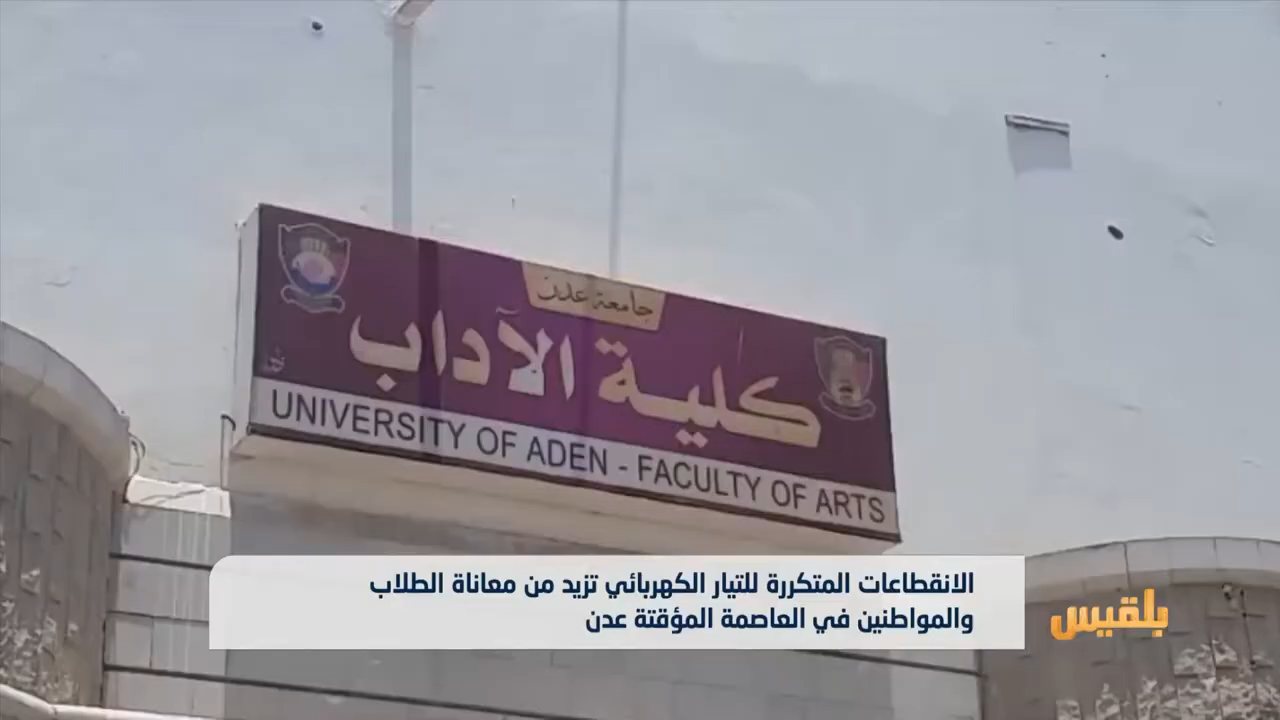 جامعة عدن
كلية الآداب
UNIVERSITY OF ADEN - FACULTY OF ARTS
الانقطاعات المتكررة للتيار الكهربائي تزيد من معاناة الطلاب
والمواطنين في العاصمة المؤقتة عدن
بلقيس